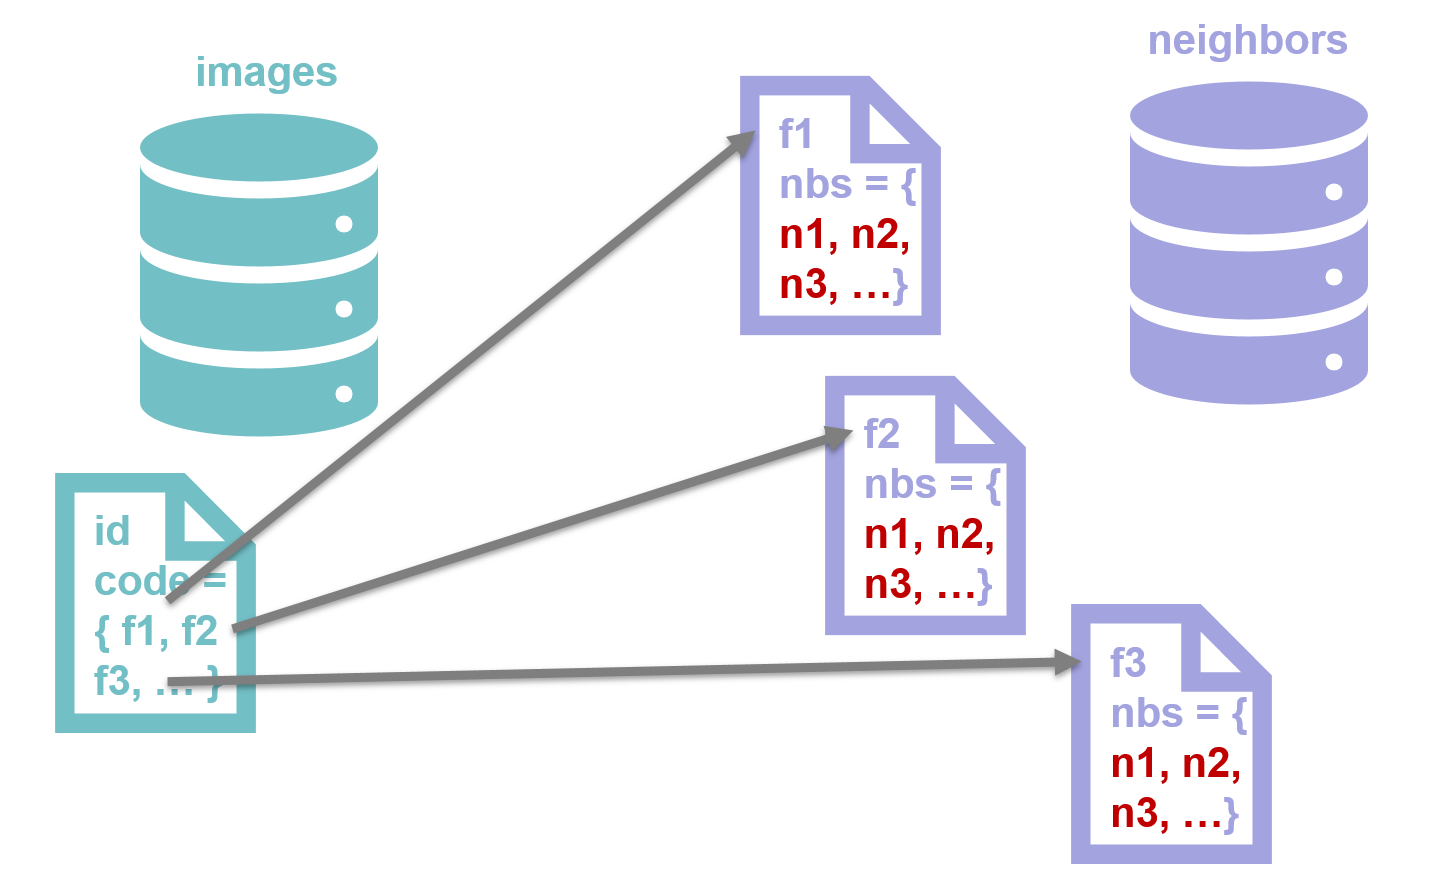 images
neighbors
f1
nbs = {
n1, n2,
n3, …}
f2
nbs = {
n1, n2,
n3, …}
id
code =
{ f1, f2
f3, … }
f3
nbs = {
n1, n2,
n3, …}